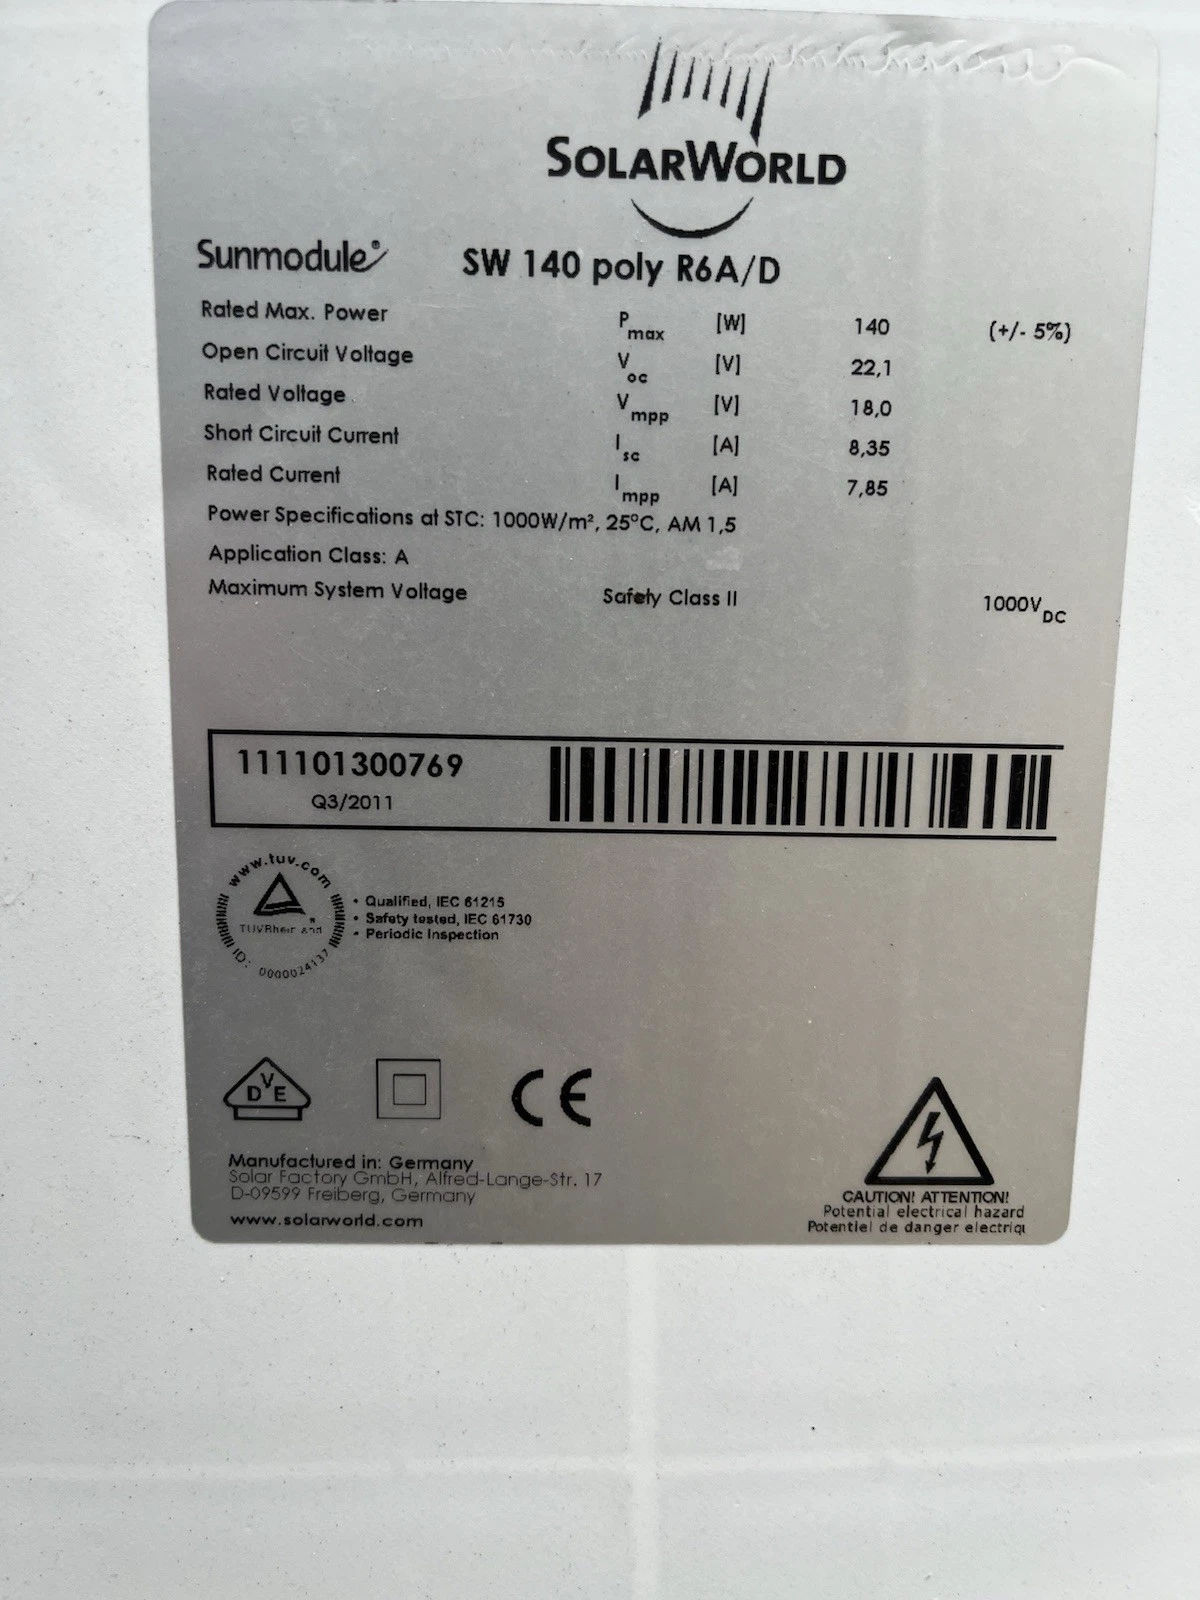 SOLARWORLD
Sunmodule® SW 140 poly R6A/D
Rated Max. Power Pmax [W] 140 (+/- 5%)
Open Circuit Voltage Voc [V] 22,1
Rated Voltage Vmpp [V] 18,0
Short Circuit Current Isc [A] 8,35
Rated Current Impp [A] 7,85
Power Specifications at STC: 1000W/m², 25°C, AM 1,5
Application Class: A
Maximum System Voltage Safety Class II 1000VDC
111101300769
Q3/2011
www.tuv.com
TUVRheinland®
ID: 0000024137
• Qualified, IEC 61215
• Safety tested, IEC 61730
• Periodic Inspection
DVE
CE
Manufactured in: Germany
Solar Factory GmbH, Alfred-Lange-Str. 17
D-09599 Freiberg, Germany
www.solarworld.com
CAUTION! ATTENTION!
Potential electrical hazard
Potentiel de danger electriq